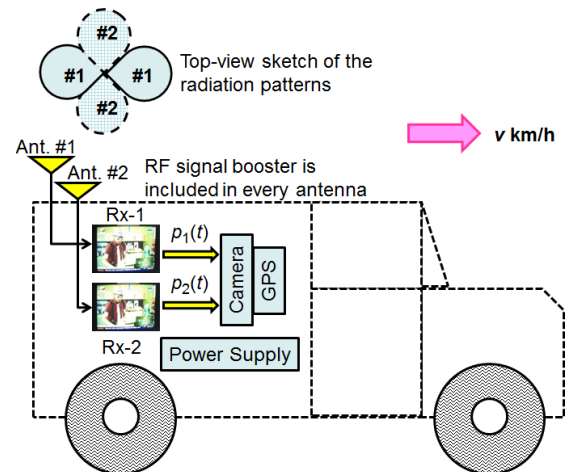 #2
#1
#1
#2
Top-view sketch of the
radiation patterns
v km/h
Ant. #1
Ant. #2
RF signal booster is
included in every antenna
Rx-1
p1(t)
Camera
GPS
p2(t)
Rx-2
Power Supply